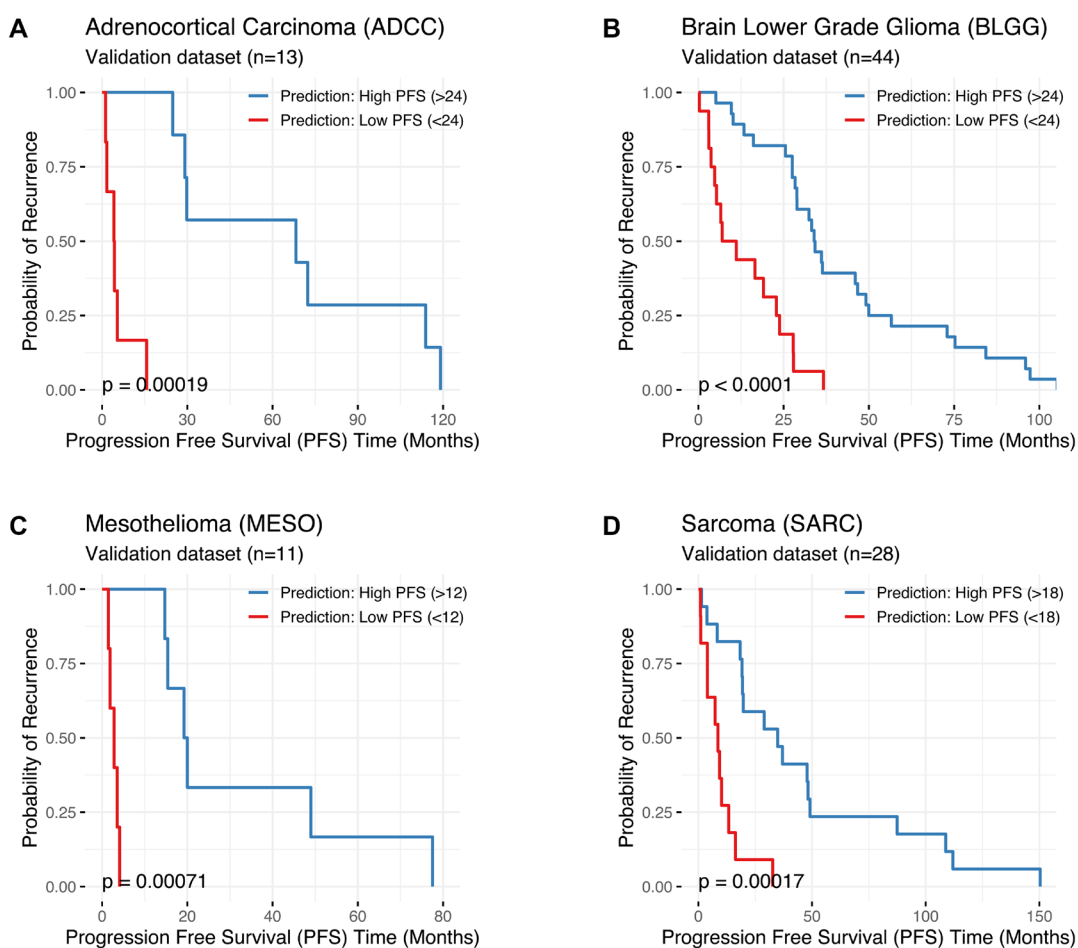 A
Adrenocortical Carcinoma (ADCC)
Validation dataset (n=13)
Prediction: High PFS (>24)
Prediction: Low PFS (<24)
Probability of Recurrence
1.00
0.75
0.50
0.25
0.00
p = 0.00019
0 30 60 90 120
Progression Free Survival (PFS) Time (Months)
B
Brain Lower Grade Glioma (BLGG)
Validation dataset (n=44)
Prediction: High PFS (>24)
Prediction: Low PFS (<24)
Probability of Recurrence
1.00
0.75
0.50
0.25
0.00
p < 0.0001
0 25 50 75 100
Progression Free Survival (PFS) Time (Months)
C
Mesothelioma (MESO)
Validation dataset (n=11)
Prediction: High PFS (>12)
Prediction: Low PFS (<12)
Probability of Recurrence
1.00
0.75
0.50
0.25
0.00
p = 0.00071
0 20 40 60 80
Progression Free Survival (PFS) Time (Months)
D
Sarcoma (SARC)
Validation dataset (n=28)
Prediction: High PFS (>18)
Prediction: Low PFS (<18)
Probability of Recurrence
1.00
0.75
0.50
0.25
0.00
p = 0.00017
0 50 100 150
Progression Free Survival (PFS) Time (Months)